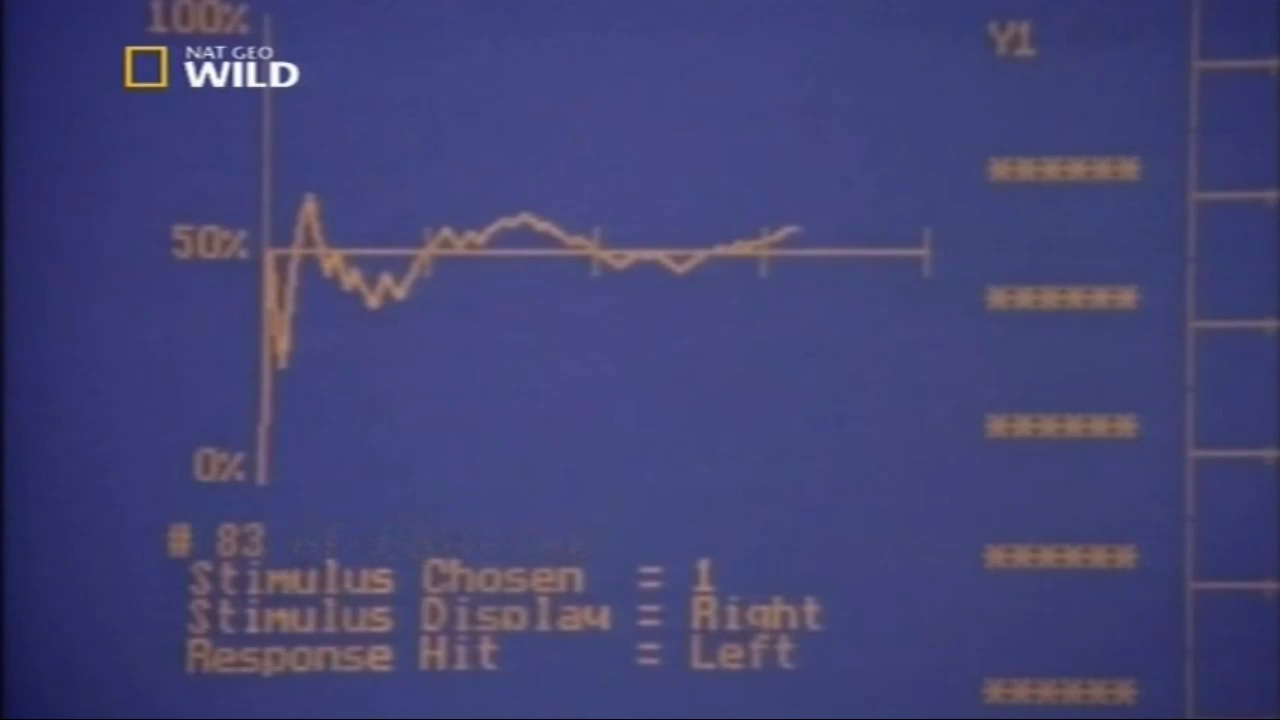 100%
NAT GEO
WILD
Y1
******
50%
******
******
0%
# 83
******
Stimulus Chosen = 1
Stimulus Display = Right
Response Hit = Left
******